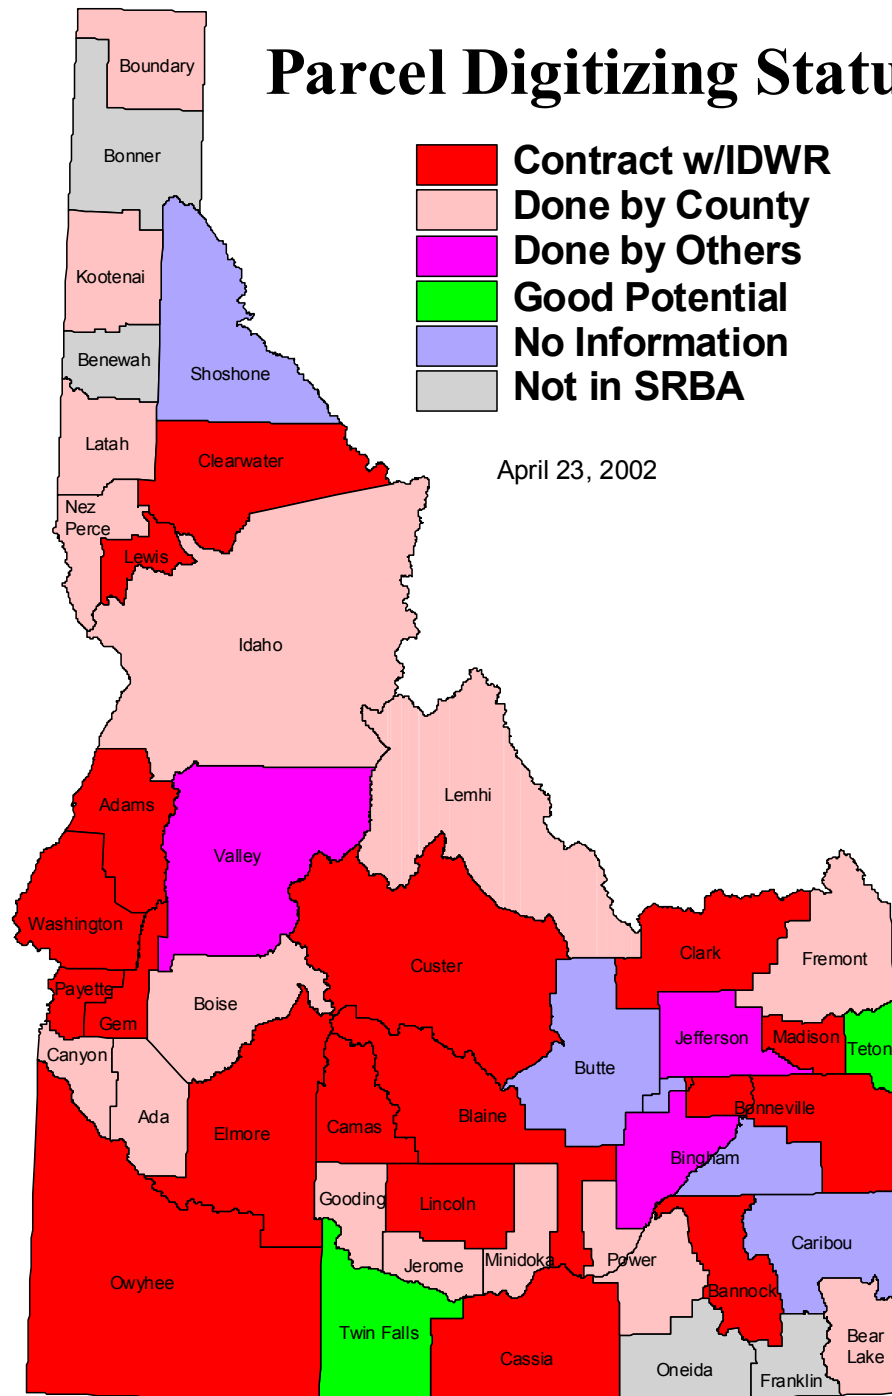 Parcel Digitizing Statu
Contract w/IDWR
Done by County
Done by Others
Good Potential
No Information
Not in SRBA
April 23, 2002
Boundary
Bonner
Kootenai
Benewah
Shoshone
Latah
Clearwater
Nez
Perce
Lewis
Idaho
Lemhi
Adams
Valley
Washington
Custer
Clark
Fremont
Payette
Gem
Boise
Canyon
Ada
Elmore
Camas
Blaine
Butte
Jefferson
Madison
Teton
Bonneville
Bingham
Gooding
Lincoln
Jerome
Minidoka
Power
Caribou
Bannock
Owyhee
Twin Falls
Cassia
Oneida
Franklin
Bear
Lake